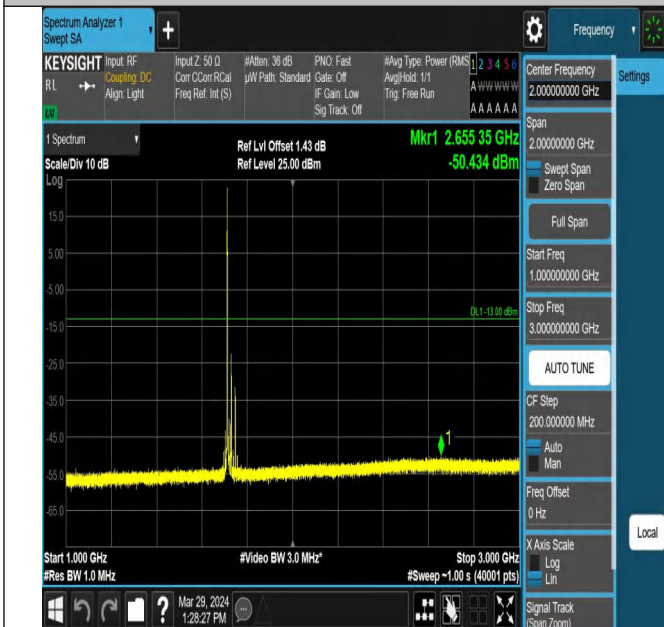 Spectrum Analyzer 1
Swept SA
Frequency
KEYSIGHT
RL
LXI
Input: RF
Coupling: DC
Align: Light
Input Z: 50 Ω
Corr CCorr RCal
Freq Ref: Int (S)
#Atten: 36 dB
µW Path: Standard
PNO: Fast
Gate: Off
IF Gain: Low
Sig Track: Off
#Avg Type: Power (RMS
Avg|Hold: 1/1
Trig: Free Run
1 2 3 4 5 6
A W W W W W
A A A A A A
1 Spectrum
Scale/Div 10 dB
Log
Ref Lvl Offset 1.43 dB
Ref Level 25.00 dBm
Mkr1 2.655 35 GHz
-50.434 dBm
15.0
5.00
-5.00
-15.0
-25.0
-35.0
-45.0
-55.0
-65.0
DL1 -13.00 dBm
1
Start 1.000 GHz
#Res BW 1.0 MHz
#Video BW 3.0 MHz*
Stop 3.000 GHz
#Sweep ~1.00 s (40001 pts)
Mar 29, 2024
1:28:27 PM
Center Frequency
2.00000000 GHz
Settings
Span
2.00000000 GHz
Swept Span
Zero Span
Full Span
Start Freq
1.000000000 GHz
Stop Freq
3.000000000 GHz
AUTO TUNE
CF Step
200.000000 MHz
Auto
Man
Freq Offset
0 Hz
X Axis Scale
Log
Lin
Local
Signal Track
(Span Zoom)